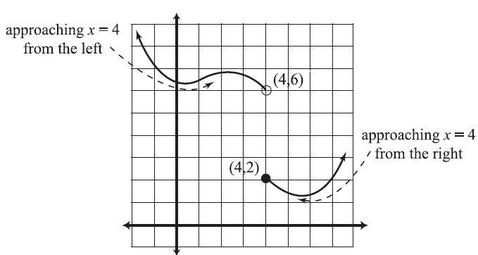 approaching x = 4
from the left
(4,6)
approaching x = 4
from the right
(4,2)